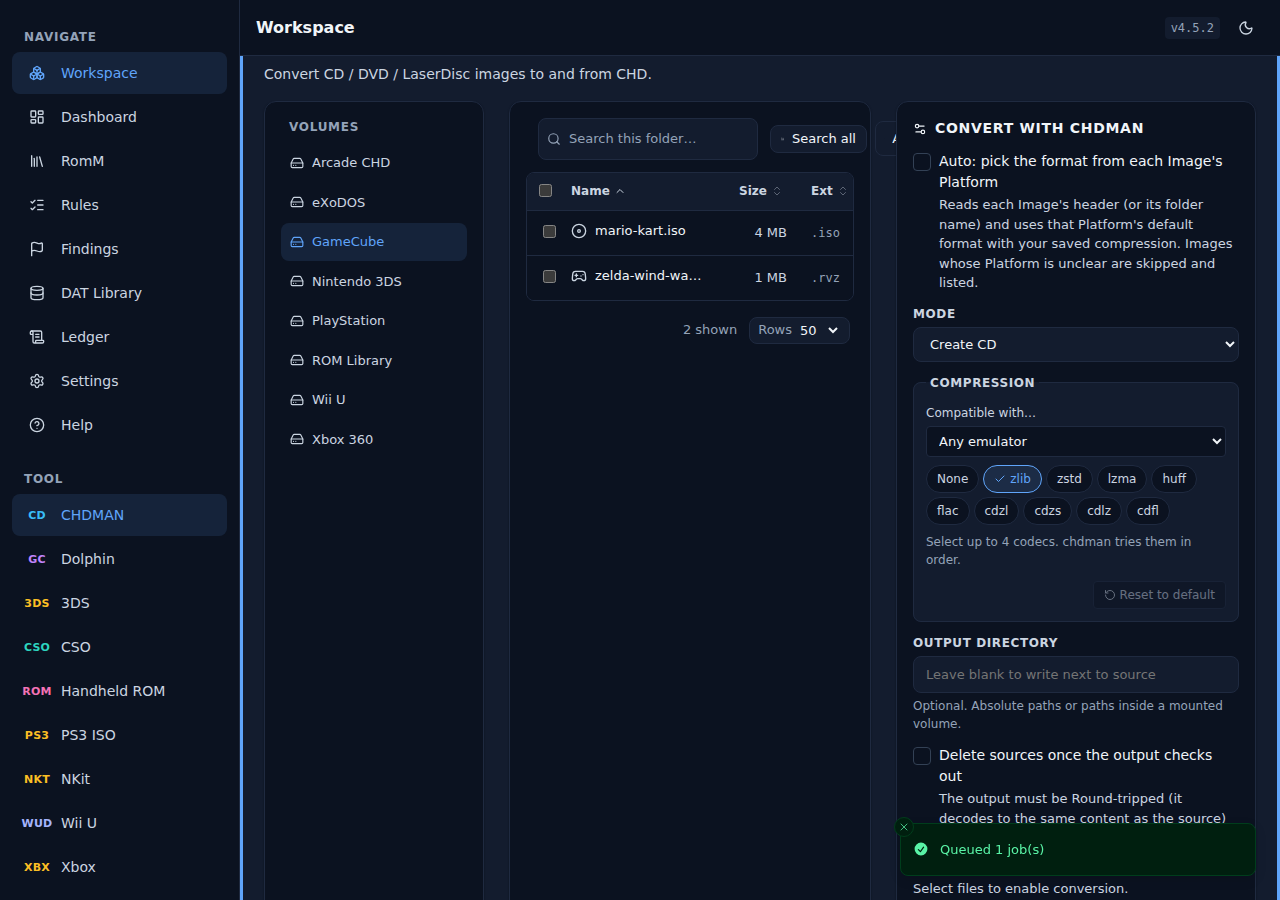 NAVIGATE
Workspace
Dashboard
RomM
Rules
Findings
DAT Library
Ledger
Settings
Help
TOOL
CD CHDMAN
GC Dolphin
3DS 3DS
CSO CSO
ROM Handheld ROM
PS3 PS3 ISO
NKT NKit
WUD Wii U
XBX Xbox
Workspace
v4.5.2
Convert CD / DVD / LaserDisc images to and from CHD.
VOLUMES
Arcade CHD
eXoDOS
GameCube
Nintendo 3DS
PlayStation
ROM Library
Wii U
Xbox 360
Search this folder…
Search all
Name Size Ext
mario-kart.iso 4 MB .iso
zelda-wind-wa… 1 MB .rvz
2 shown Rows 50
CONVERT WITH CHDMAN
Auto: pick the format from each Image's
Platform
Reads each Image's header (or its folder
name) and uses that Platform's default
format with your saved compression. Images
whose Platform is unclear are skipped and
listed.
MODE
Create CD
COMPRESSION
Compatible with…
Any emulator
None zlib zstd lzma huff
flac cdzl cdzs cdlz cdfl
Select up to 4 codecs. chdman tries them in
order.
Reset to default
OUTPUT DIRECTORY
Leave blank to write next to source
Optional. Absolute paths or paths inside a mounted
volume.
Delete sources once the output checks
out
The output must be Round-tripped (it
decodes to the same content as the source)
Queued 1 job(s)
Select files to enable conversion.